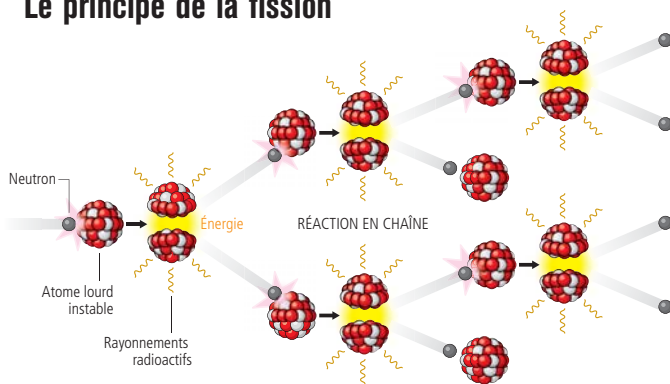 Le principe de la fission
Neutron
Énergie
RÉACTION EN CHAÎNE
Atome lourd
instable
Rayonnements
radioactifs